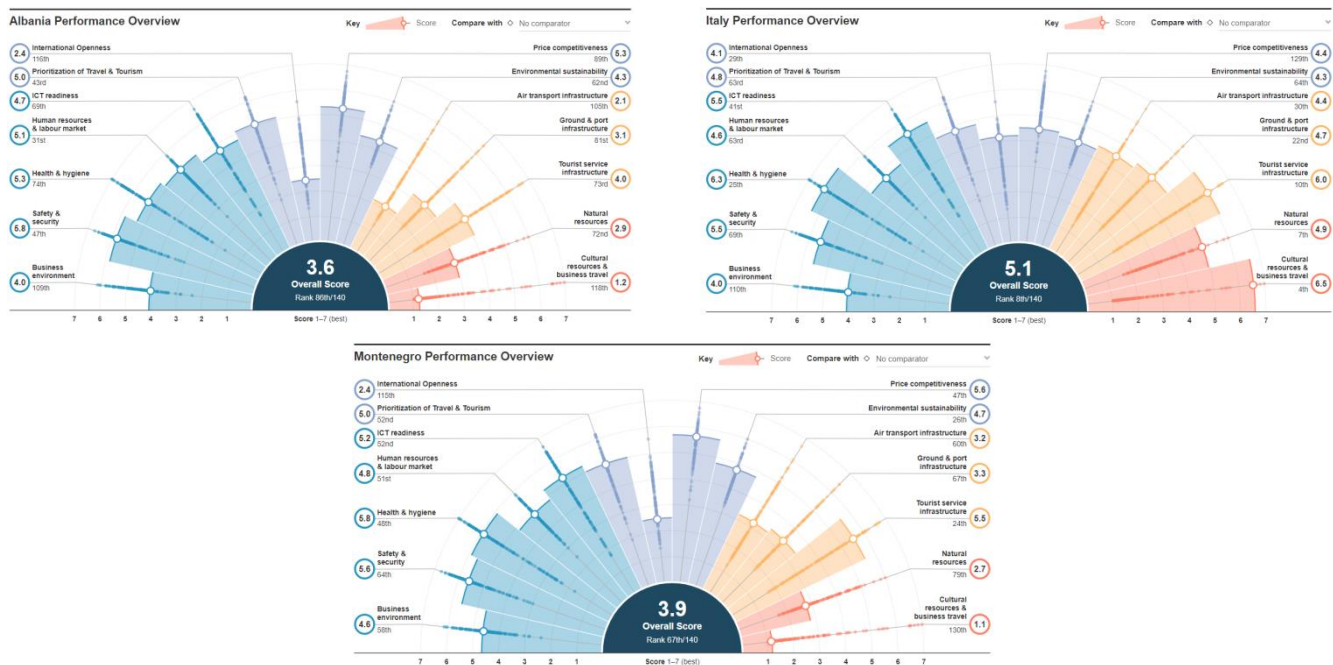 Albania Performance Overview
Key
Score
Compare with
No comparator
2.4
International Openness
116th
5.0
Prioritization of Travel & Tourism
43rd
4.7
ICT readiness
69th
5.1
Human resources
& labour market
31st
5.3
Health & hygiene
74th
5.8
Safety &
security
47th
4.0
Business
environment
109th
Price competitiveness
89th
5.3
Environmental sustainability
62nd
4.3
Air transport infrastructure
105th
2.1
Ground & port
infrastructure
81st
3.1
Tourist service
infrastructure
73rd
4.0
Natural
resources
72nd
2.9
Cultural
resources &
business travel
118th
1.2
3.6
Overall Score
Rank 86th/140
7 6 5 4 3 2 1
Score 1–7 (best)
1 2 3 4 5 6 7
Italy Performance Overview
Key
Score
Compare with
No comparator
4.1
International Openness
29th
4.8
Prioritization of Travel & Tourism
63rd
5.5
ICT readiness
41st
4.6
Human resources
& labour market
63rd
6.3
Health & hygiene
25th
5.5
Safety &
security
69th
4.0
Business
environment
110th
Price competitiveness
129th
4.4
Environmental sustainability
64th
4.3
Air transport infrastructure
30th
4.4
Ground & port
infrastructure
22nd
4.7
Tourist service
infrastructure
10th
6.0
Natural
resources
7th
4.9
Cultural
resources &
business travel
4th
6.5
5.1
Overall Score
Rank 8th/140
7 6 5 4 3 2 1
Score 1–7 (best)
1 2 3 4 5 6 7
Montenegro Performance Overview
Key
Score
Compare with
No comparator
2.4
International Openness
115th
5.0
Prioritization of Travel & Tourism
52nd
5.2
ICT readiness
52nd
4.8
Human resources
& labour market
51st
5.8
Health & hygiene
48th
5.6
Safety &
security
64th
4.6
Business
environment
58th
Price competitiveness
47th
5.6
Environmental sustainability
26th
4.7
Air transport infrastructure
60th
3.2
Ground & port
infrastructure
67th
3.3
Tourist service
infrastructure
24th
5.5
Natural
resources
79th
2.7
Cultural
resources &
business travel
130th
1.1
3.9
Overall Score
Rank 67th/140
7 6 5 4 3 2 1
Score 1–7 (best)
1 2 3 4 5 6 7